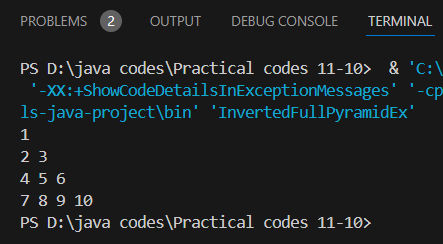 PROBLEMS 2 OUTPUT DEBUG CONSOLE TERMINAL
PS D:\java codes\Practical codes 11-10>  & 'C:\
 '-XX:+ShowCodeDetailsInExceptionMessages' '-cp
ls-java-project\bin' 'InvertedFullPyramidEx'
1
2 3
4 5 6
7 8 9 10
PS D:\java codes\Practical codes 11-10>